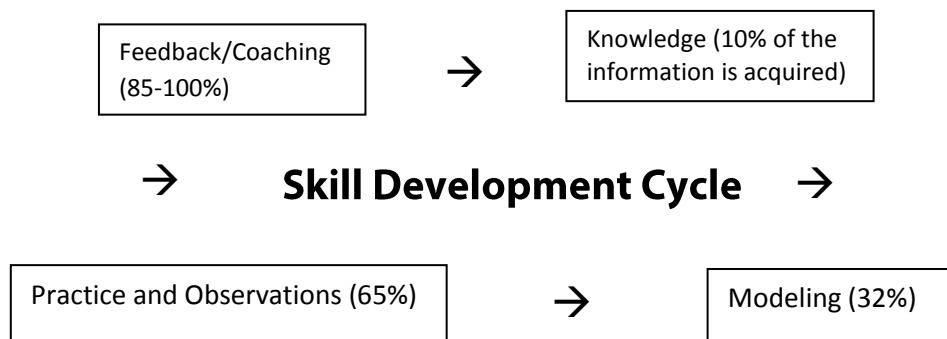 Feedback/Coaching
(85-100%)
→
Knowledge (10% of the
information is acquired)
→ Skill Development Cycle →
Practice and Observations (65%)
→
Modeling (32%)